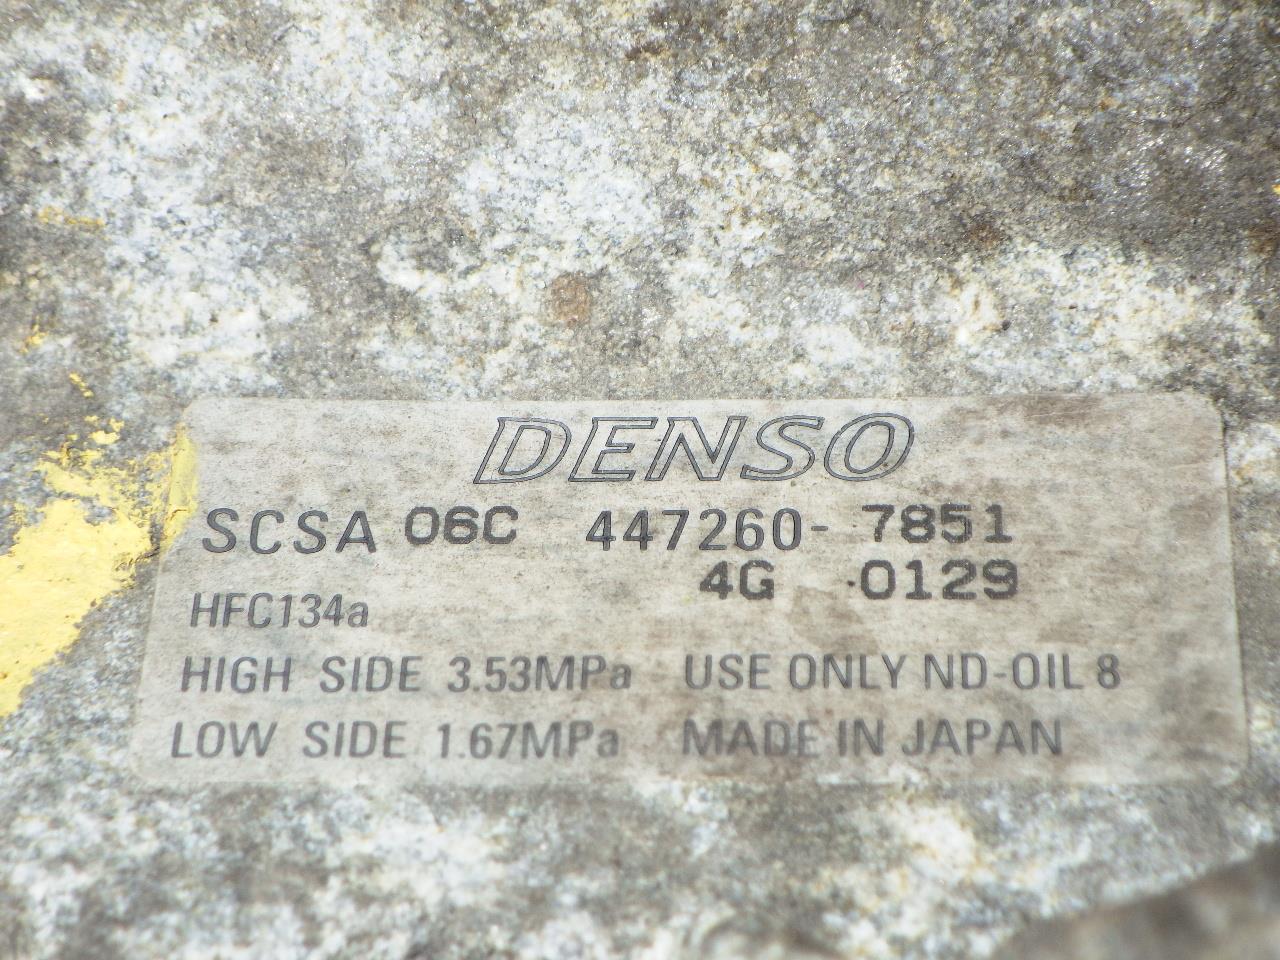 DENSO
SCSA 06C 447260- 7851
4G 0129
HFC134a
HIGH SIDE 3.53MPa USE ONLY ND-OIL 8
LOW SIDE 1.67MPa MADE IN JAPAN